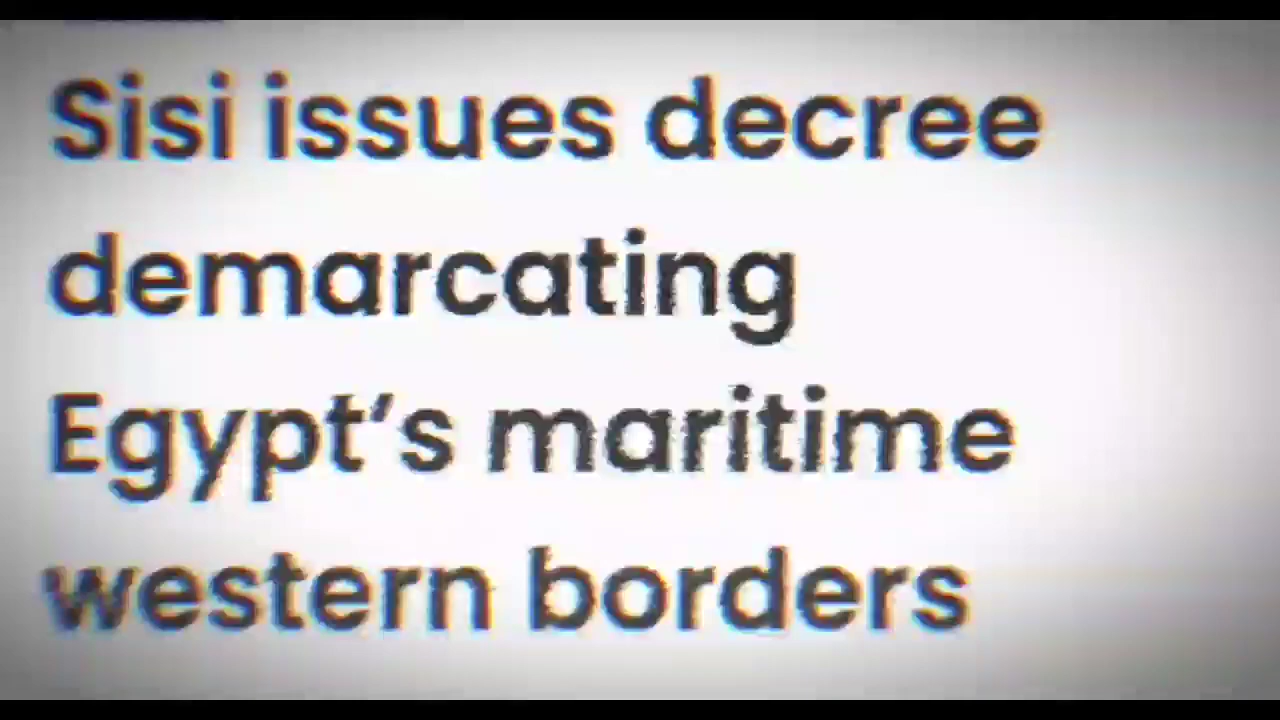 Sisi issues decree
demarcating
Egypt’s maritime
western borders